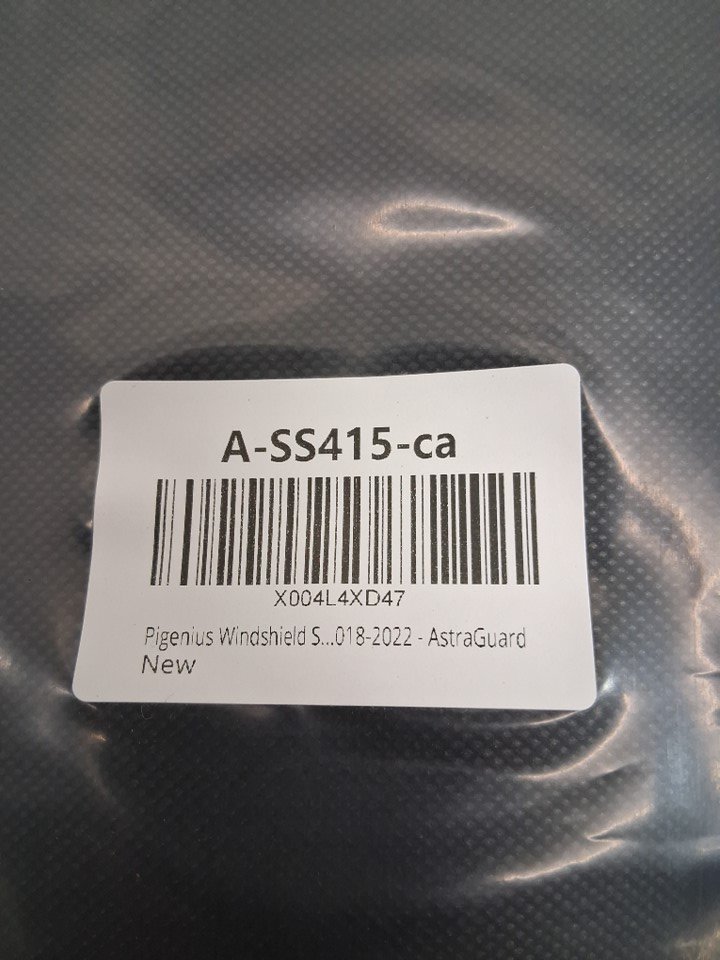 A-SS415-ca
X004L4XD47
Pigenius Windshield S...018-2022 - AstraGuard
New